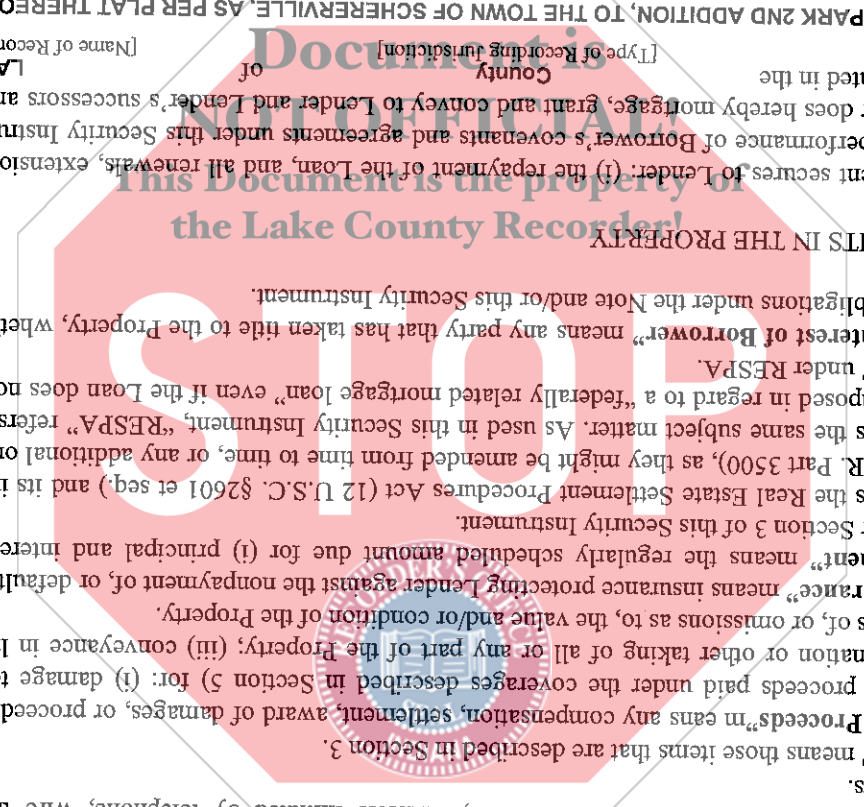 Document is
NOT OFFICIAL!
This Document is the property of
the Lake County Recorder!
STOP
RECORDER'S OFFICE
SEAL
INDIANA
s.
" means those items that are described in Section 3.
Proceeds"m eans any compensation, settlement, award of damages, or proceed
proceeds paid under the coverages described in Section 5) for: (i) damage t
nation or other taking of all or any part of the Property; (iii) conveyance in l
s of, or omissions as to, the value and/or condition of the Property.
rance" means insurance protecting Lender against the nonpayment of, or default
nent" means the regularly scheduled amount due for (i) principal and intere
r Section 3 of this Security Instrument.
s the Real Estate Settlement Procedures Act (12 U.S.C. §2601 et seq.) and its i
R. Part 3500), as they might be amended from time to time, or any additional or
s the same subject matter. As used in this Security Instrument, "RESPA" refers
posed in regard to a "federally related mortgage loan" even if the Loan does no
" under RESPA.
nterest of Borrower" means any party that has taken title to the Property, wheth
bligations under the Note and/or this Security Instrument.
TS IN THE PROPERTY
ent secures to Lender: (i) the repayment of the Loan, and all renewals, extensio
performance of Borrower's covenants and agreements under this Security Instru
r does hereby mortgage, grant and convey to Lender and Lender's successors an
ated in the County of LA
[Type of Recording Jurisdiction] [Name of Recor
PARK 2ND ADDITION, TO THE TOWN OF SCHERERVILLE, AS PER PLAT THEREO